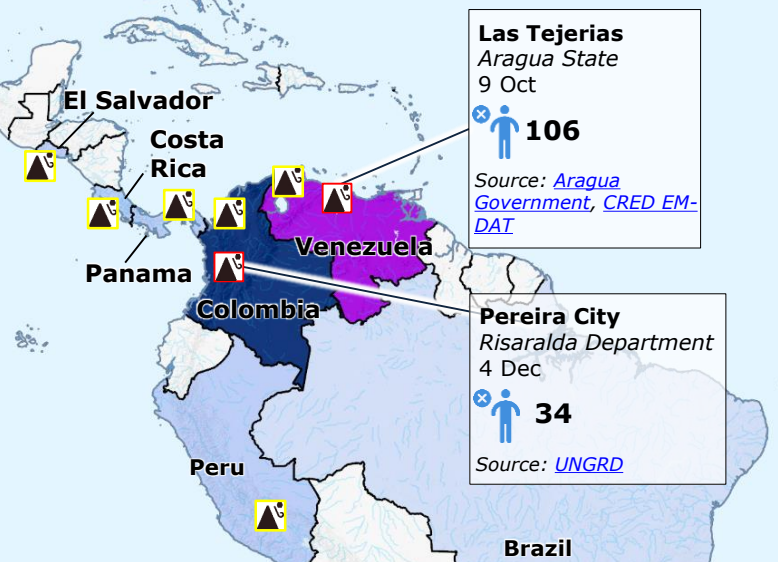 Las Tejerias
Aragua State
9 Oct
106
Source: Aragua
Government, CRED EM-
DAT
El Salvador
Costa
Rica
Panama
Venezuela
Colombia
Pereira City
Risaralda Department
4 Dec
34
Source: UNGRD
Peru
Brazil